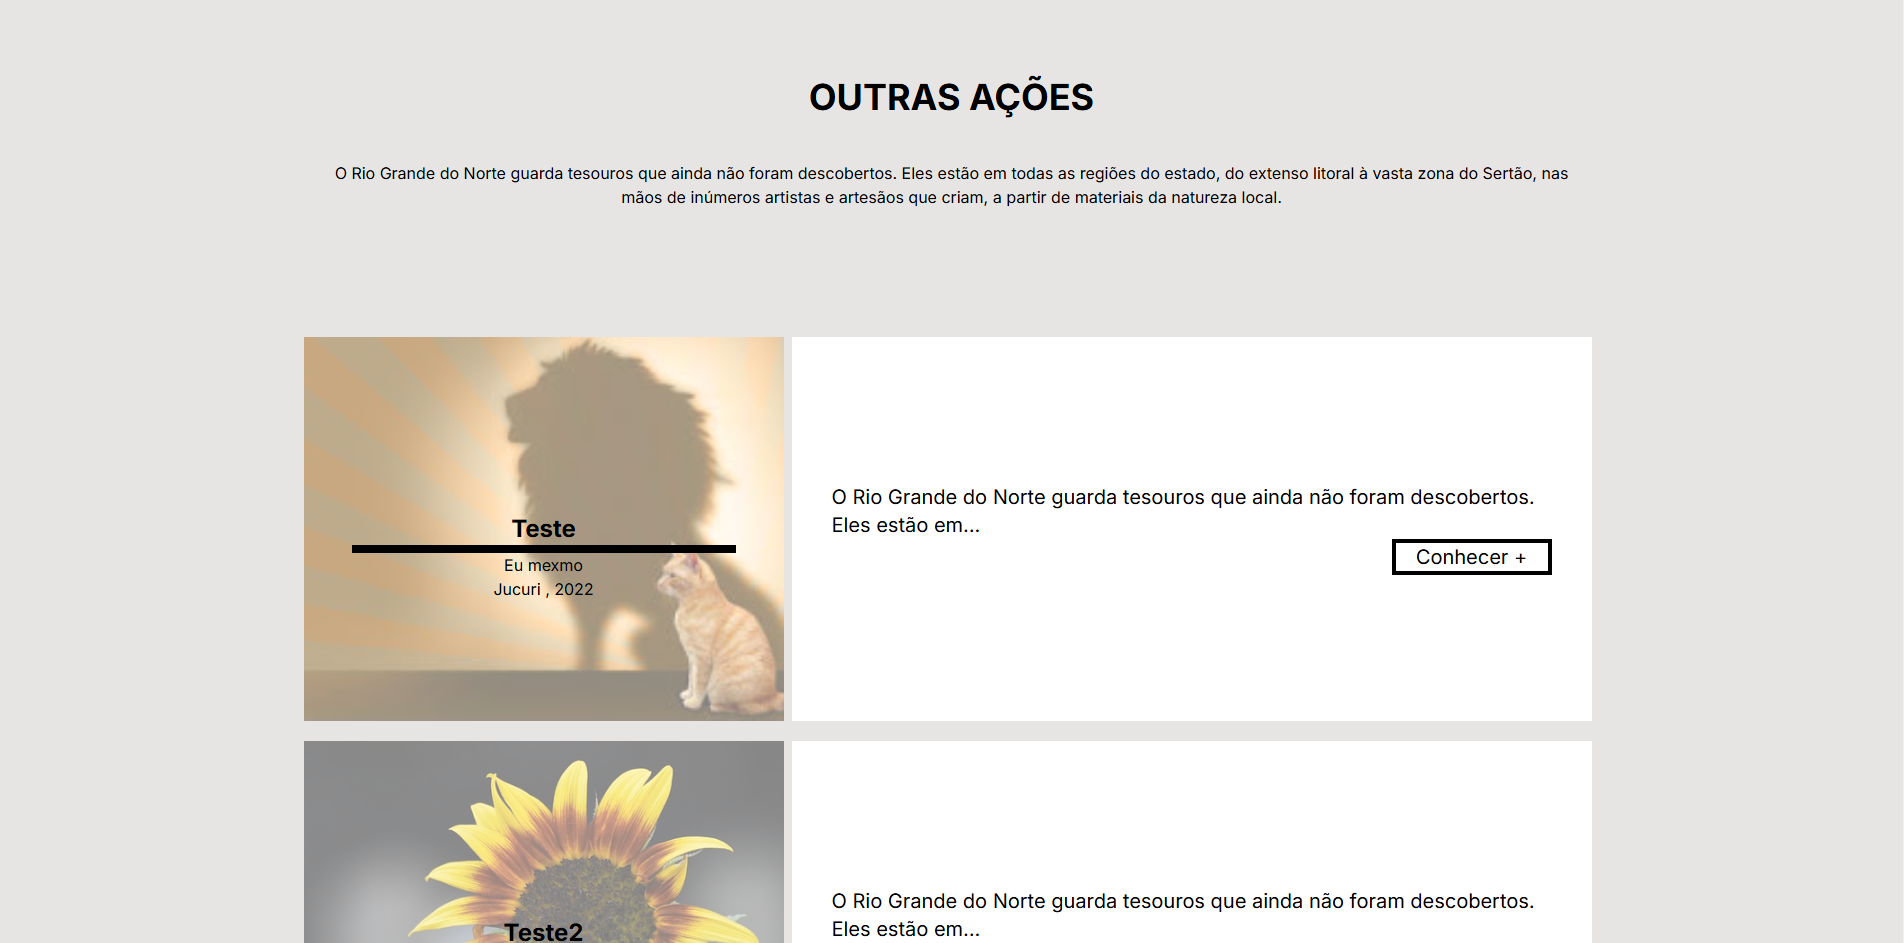 OUTRAS AÇÕES
O Rio Grande do Norte guarda tesouros que ainda não foram descobertos. Eles estão em todas as regiões do estado, do extenso litoral à vasta zona do Sertão, nas
mãos de inúmeros artistas e artesãos que criam, a partir de materiais da natureza local.
Teste
Eu mexmo
Jucuri , 2022
O Rio Grande do Norte guarda tesouros que ainda não foram descobertos.
Eles estão em...
Conhecer +
Teste2
O Rio Grande do Norte guarda tesouros que ainda não foram descobertos.
Eles estão em...